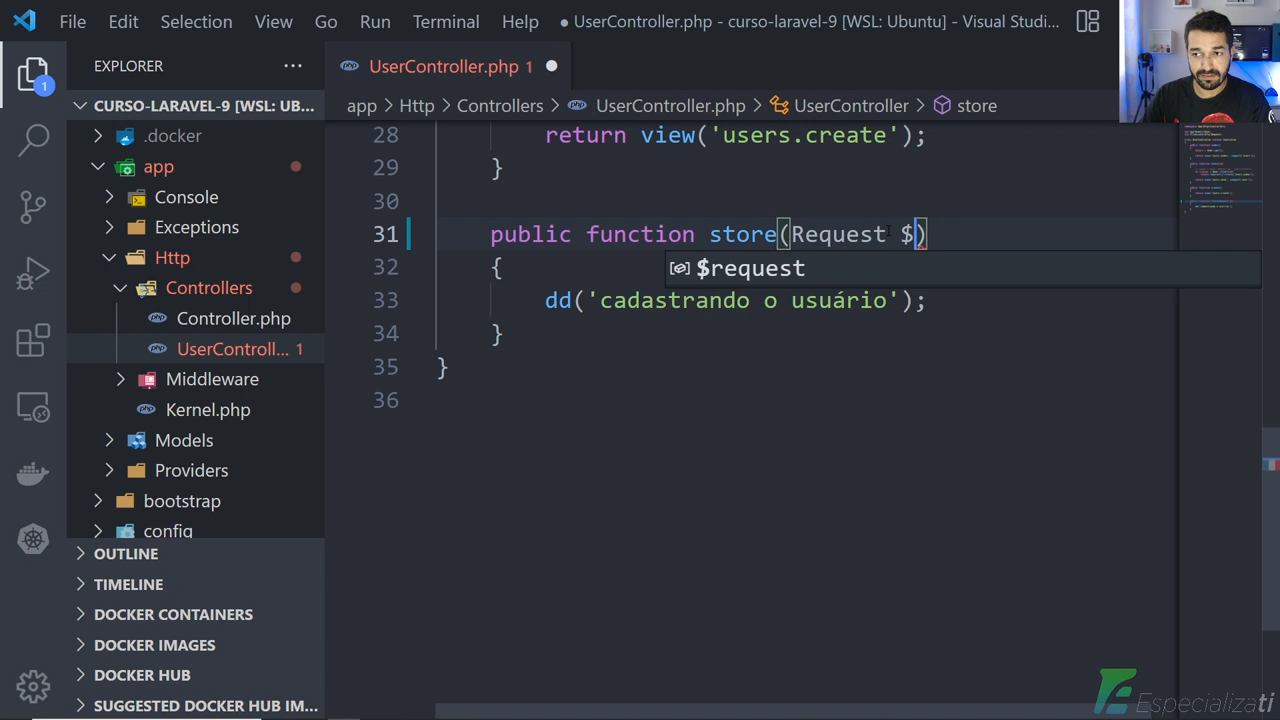 File Edit Selection View Go Run Terminal Help ● UserController.php - curso-laravel-9 [WSL: Ubuntu] - Visual Studi...
EXPLORER ...
UserController.php 1
CURSO-LARAVEL-9 [WSL: UB...
app > Http > Controllers > UserController.php > UserController > store
1
.docker
app
Console
Exceptions
Http
Controllers
Controller.php
UserControll... 1
Middleware
Kernel.php
Models
Providers
bootstrap
config
OUTLINE
TIMELINE
DOCKER CONTAINERS
DOCKER IMAGES
DOCKER HUB
SUGGESTED DOCKER HUB IM...
28 return view('users.create');
29 }
30
31 public function store(Request $)
$request
32 {
33 dd('cadastrando o usuário');
34 }
35 }
36
Especializati